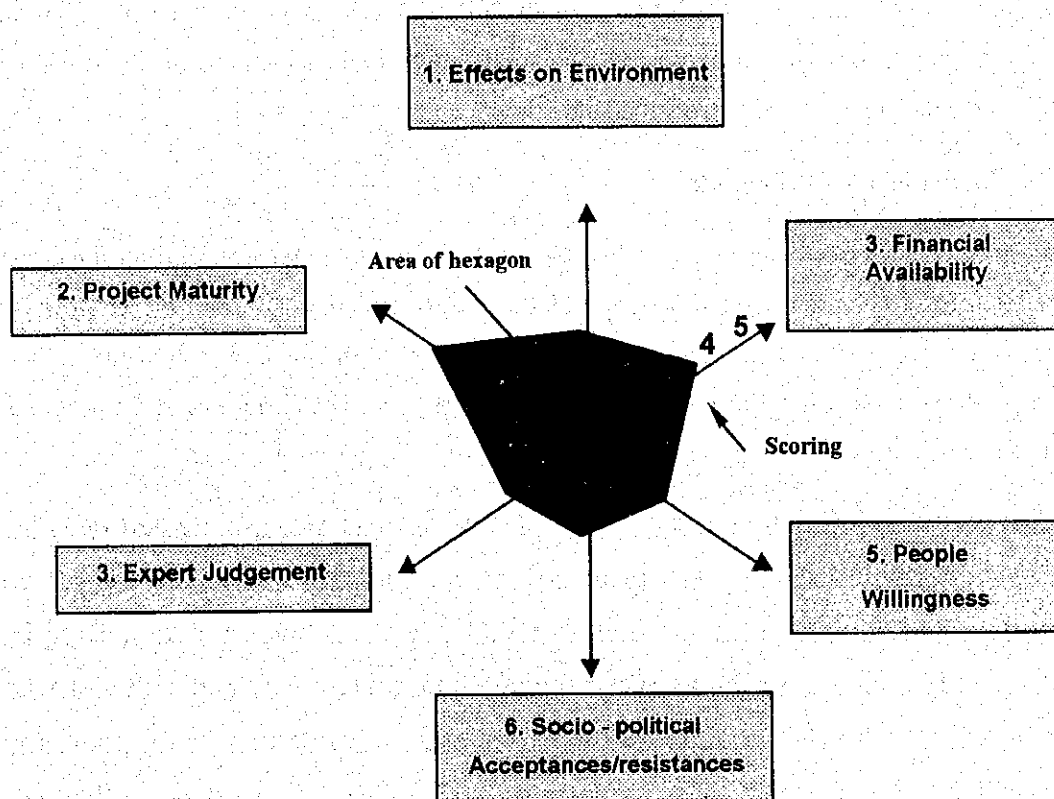 1. Effects on Environment
3. Financial
Availability
Area of hexagon
2. Project Maturity
4 5
Scoring
3. Expert Judgement
5. People
Willingness
6. Socio - political
Acceptances/resistances